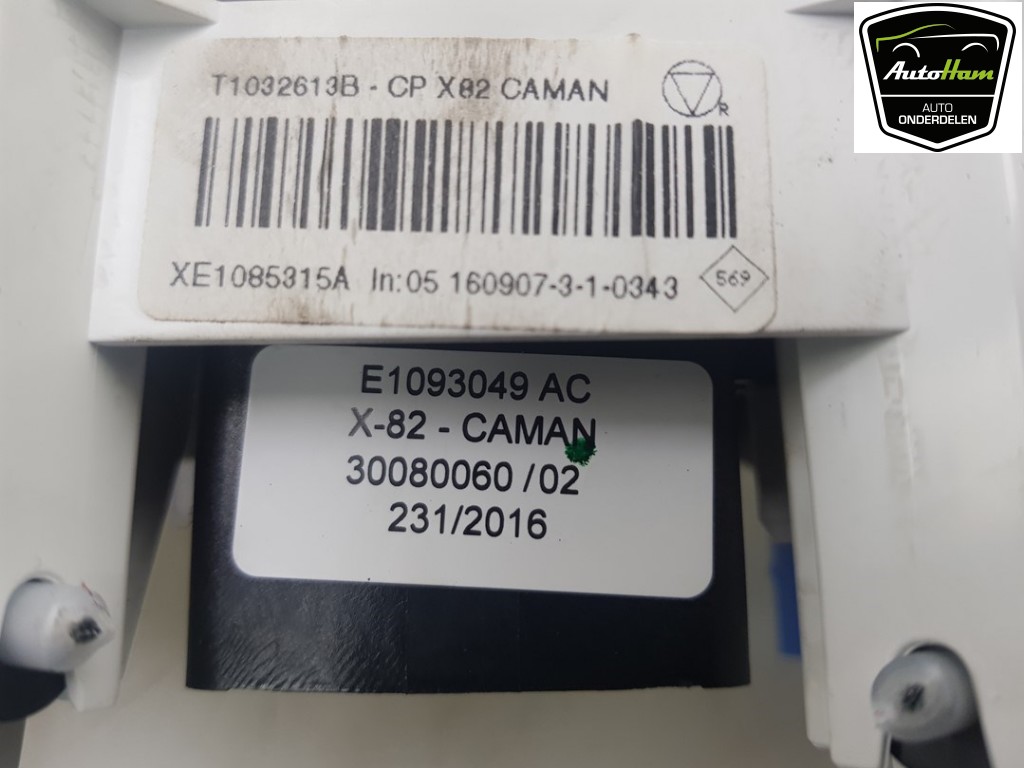 T1032613B - CP X82 CAMAN
R
XE1085315A In:05 160907-3-1-0343
569
E1093049 AC
X-82 - CAMAN
30080060 /02
231/2016
AutoHam
AUTO
ONDERDELEN